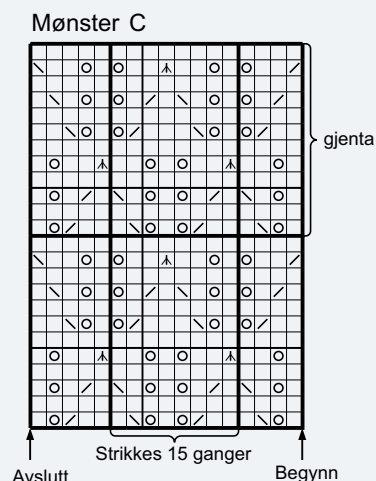 Mønster C
gjenta
Strikkes 15 ganger
Avslutt
Begynn